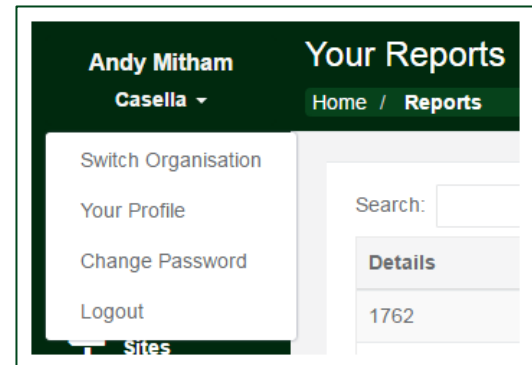 Andy Mitham
Casella
Your Reports
Home / Reports
Switch Organisation
Your Profile
Change Password
Logout
Sites
Search:
Details
1762